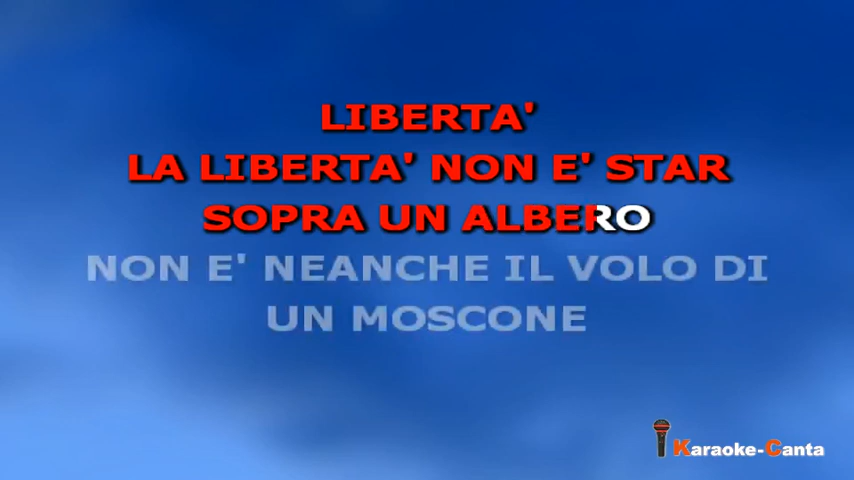 LIBERTA'
LA LIBERTA' NON E' STAR
SOPRA UN ALBERO
NON E' NEANCHE IL VOLO DI
UN MOSCONE
Karaoke-Canta